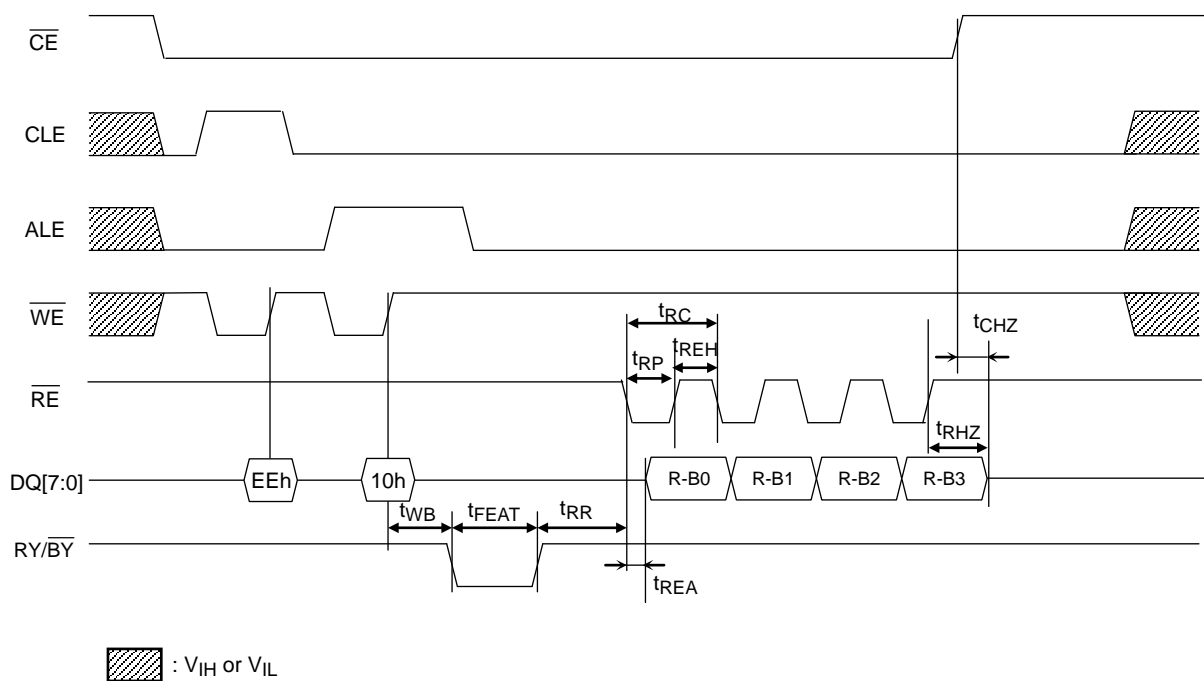 CE
CLE
ALE
WE
tRC
tCHZ
tRP
tREH
RE
tRHZ
DQ[7:0]
EEh
10h
R-B0
R-B1
R-B2
R-B3
tWB
tFEAT
tRR
RY/BY
tREA
: VIH or VIL